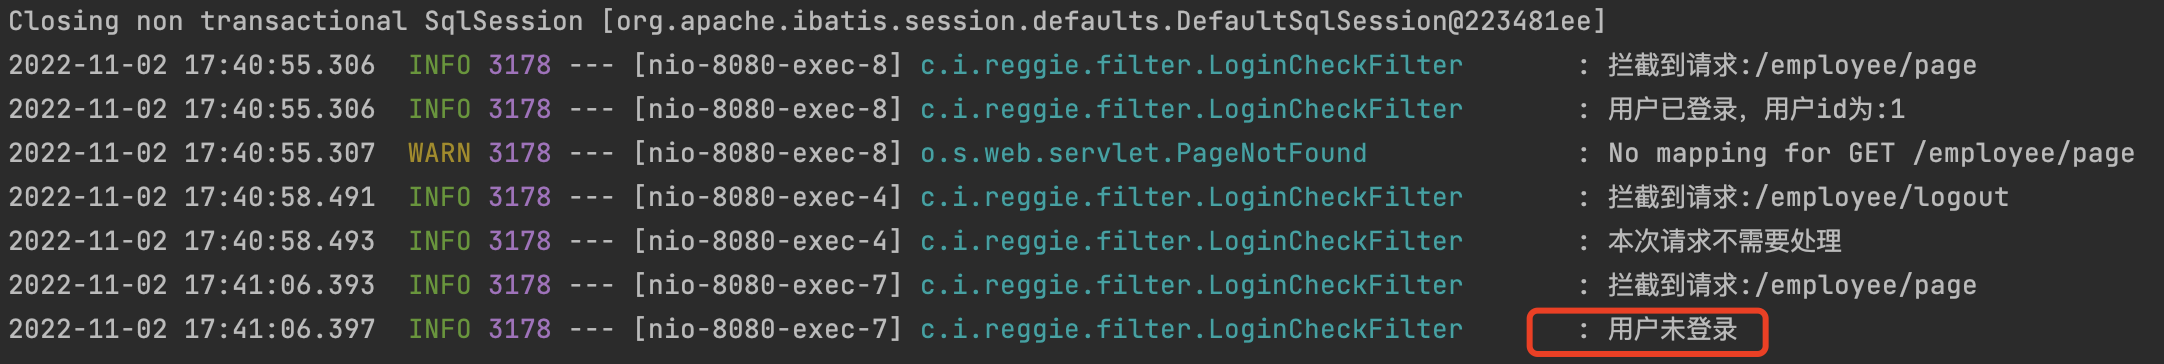 Closing non transactional SqlSession [org.apache.ibatis.session.defaults.DefaultSqlSession@223481ee]
2022-11-02 17:40:55.306  INFO 3178 --- [nio-8080-exec-8] c.i.reggie.filter.LoginCheckFilter       : 拦截到请求:/employee/page
2022-11-02 17:40:55.306  INFO 3178 --- [nio-8080-exec-8] c.i.reggie.filter.LoginCheckFilter       : 用户已登录，用户id为:1
2022-11-02 17:40:55.307  WARN 3178 --- [nio-8080-exec-8] o.s.web.servlet.PageNotFound             : No mapping for GET /employee/page
2022-11-02 17:40:58.491  INFO 3178 --- [nio-8080-exec-4] c.i.reggie.filter.LoginCheckFilter       : 拦截到请求:/employee/logout
2022-11-02 17:40:58.493  INFO 3178 --- [nio-8080-exec-4] c.i.reggie.filter.LoginCheckFilter       : 本次请求不需要处理
2022-11-02 17:41:06.393  INFO 3178 --- [nio-8080-exec-7] c.i.reggie.filter.LoginCheckFilter       : 拦截到请求:/employee/page
2022-11-02 17:41:06.397  INFO 3178 --- [nio-8080-exec-7] c.i.reggie.filter.LoginCheckFilter       : 用户未登录